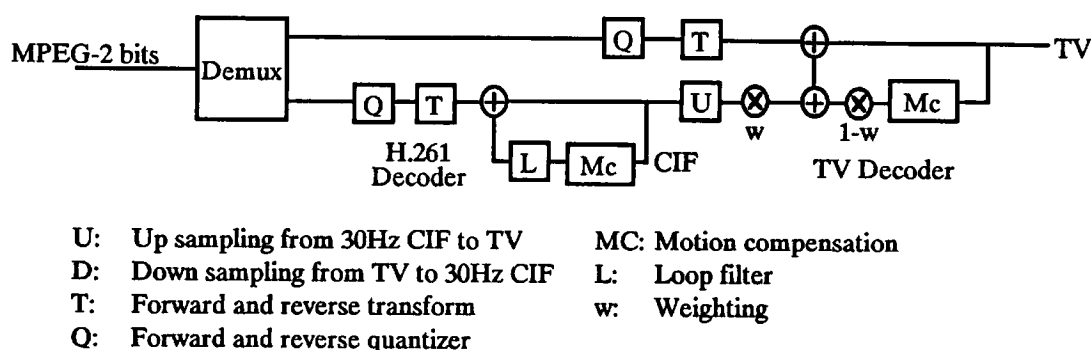 MPEG-2 bits
Demux
Q
T
TV
Q
T
U
w
1-w
Mc
H.261
Decoder
L
Mc
CIF
TV Decoder
U: Up sampling from 30Hz CIF to TV
D: Down sampling from TV to 30Hz CIF
T: Forward and reverse transform
Q: Forward and reverse quantizer
MC: Motion compensation
L: Loop filter
w: Weighting